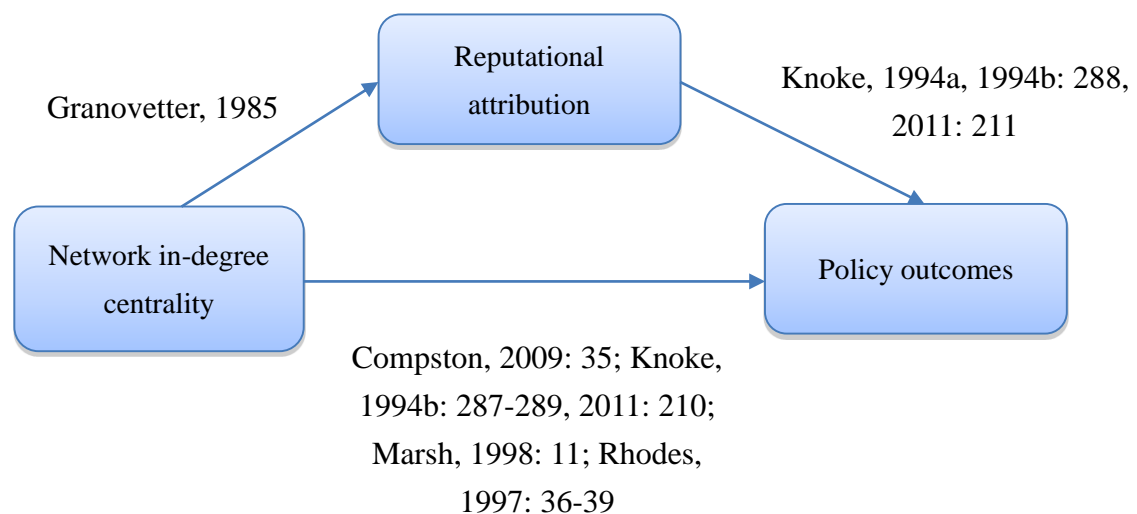 Reputational
attribution
Knoke, 1994a, 1994b: 288,
2011: 211
Granovetter, 1985
Network in-degree
centrality
Policy outcomes
Compston, 2009: 35; Knoke,
1994b: 287-289, 2011: 210;
Marsh, 1998: 11; Rhodes,
1997: 36-39